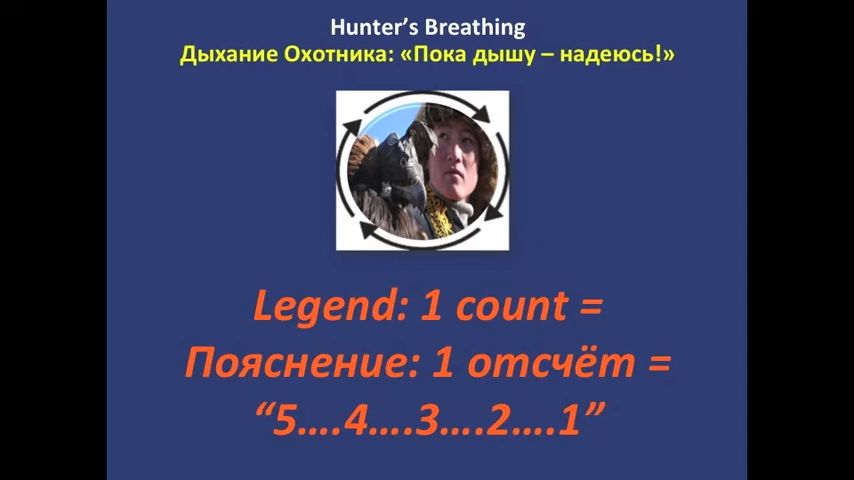 Hunter’s Breathing
Дыхание Охотника: «Пока дышу – надеюсь!»
Legend: 1 count =
Пояснение: 1 отсчёт =
“5….4….3….2….1”